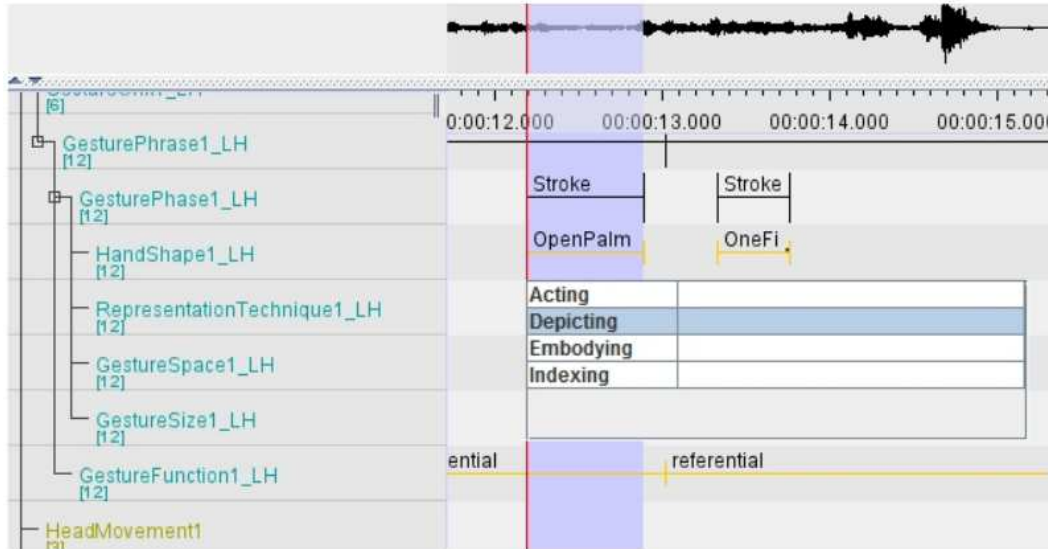 [6]
0:00:12.000 00:00:13.000 00:00:14.000 00:00:15.000
GesturePhrase1_LH
[12]
Stroke Stroke
GesturePhase1_LH
[12]
OpenPalm OneFi
HandShape1_LH
[12]
Acting
RepresentationTechnique1_LH
[12]
Depicting
Embodying
GestureSpace1_LH
[12]
Indexing
GestureSize1_LH
[12]
ential referential
GestureFunction1_LH
[12]
HeadMovement1
[3]